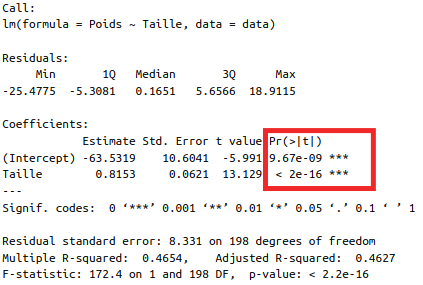 Call:
lm(formula = Poids ~ Taille, data = data)
Residuals:
Min 1Q Median 3Q Max
-25.4775 -5.3081 0.1651 5.6566 18.9115
Coefficients:
Estimate Std. Error t value Pr(>|t|)
(Intercept) -63.5319 10.6041 -5.991 9.67e-09 ***
Taille 0.8153 0.0621 13.129 < 2e-16 ***
---
Signif. codes: 0 ‘***’ 0.001 ‘**’ 0.01 ‘*’ 0.05 ‘.’ 0.1 ‘ ’ 1
Residual standard error: 8.331 on 198 degrees of freedom
Multiple R-squared: 0.4654, Adjusted R-squared: 0.4627
F-statistic: 172.4 on 1 and 198 DF, p-value: < 2.2e-16